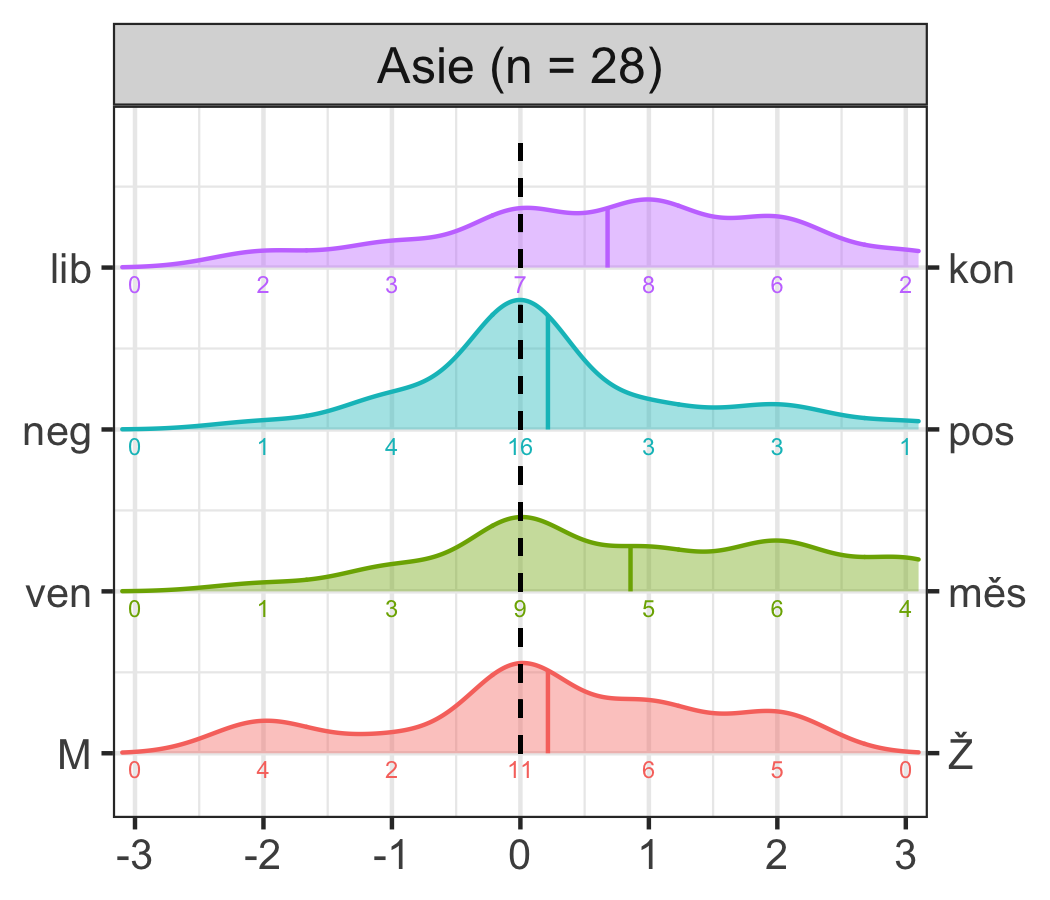 Asie (n = 28)
lib kon
0 2 3 7 8 6 2
neg pos
0 1 4 16 3 3 1
ven měs
0 1 3 9 5 6 4
M Ž
0 4 2 11 6 5 0
-3 -2 -1 0 1 2 3